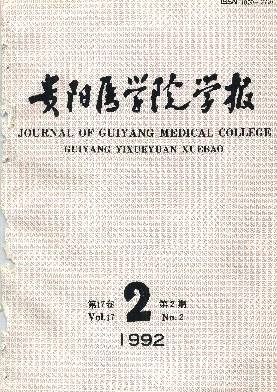 贵阳医学院学报
JOURNAL OF GUIYANG MEDICAL COLLEGE
GUIYANG YIXUEYUAN XUEBAO
第17卷 2 第2期
Vol.17 No.2
1992